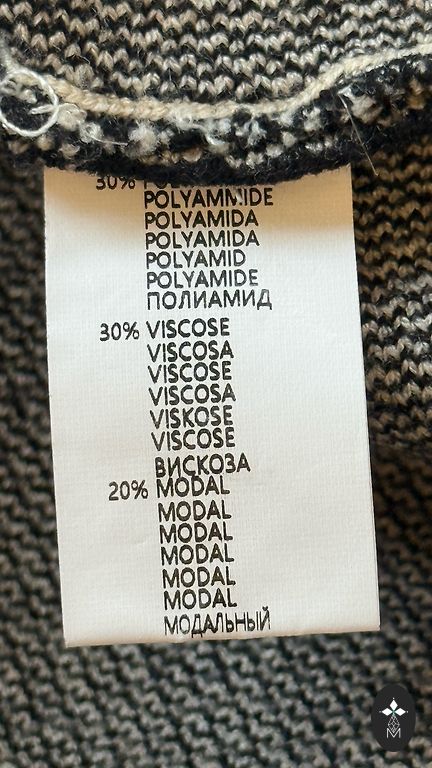 30%
POLYAMMIDE
POLYAMIDA
POLYAMIDA
POLYAMID
POLYAMIDE
ПОЛИАМИД
30% VISCOSE
VISCOSA
VISCOSE
VISCOSA
VISKOSE
VISCOSE
ВИСКОЗА
20% MODAL
MODAL
MODAL
MODAL
MODAL
MODAL
МОДАЛЬНЫЙ
M